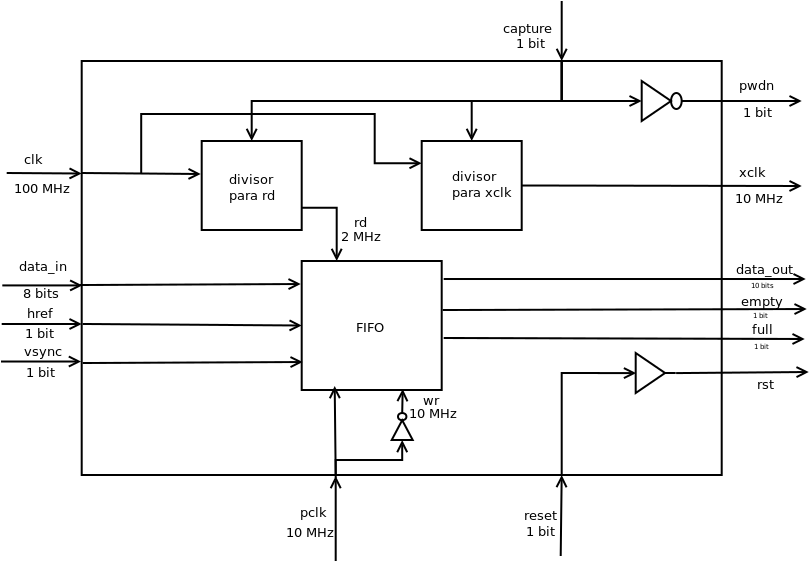 capture
1 bit
pwdn
1 bit
clk
100 MHz
divisor
para rd
divisor
para xclk
xclk
10 MHz
rd
2 MHz
data_in
8 bits
href
1 bit
vsync
1 bit
FIFO
data_out
10 bits
empty
1 bit
full
1 bit
rst
wr
10 MHz
pclk
10 MHz
reset
1 bit